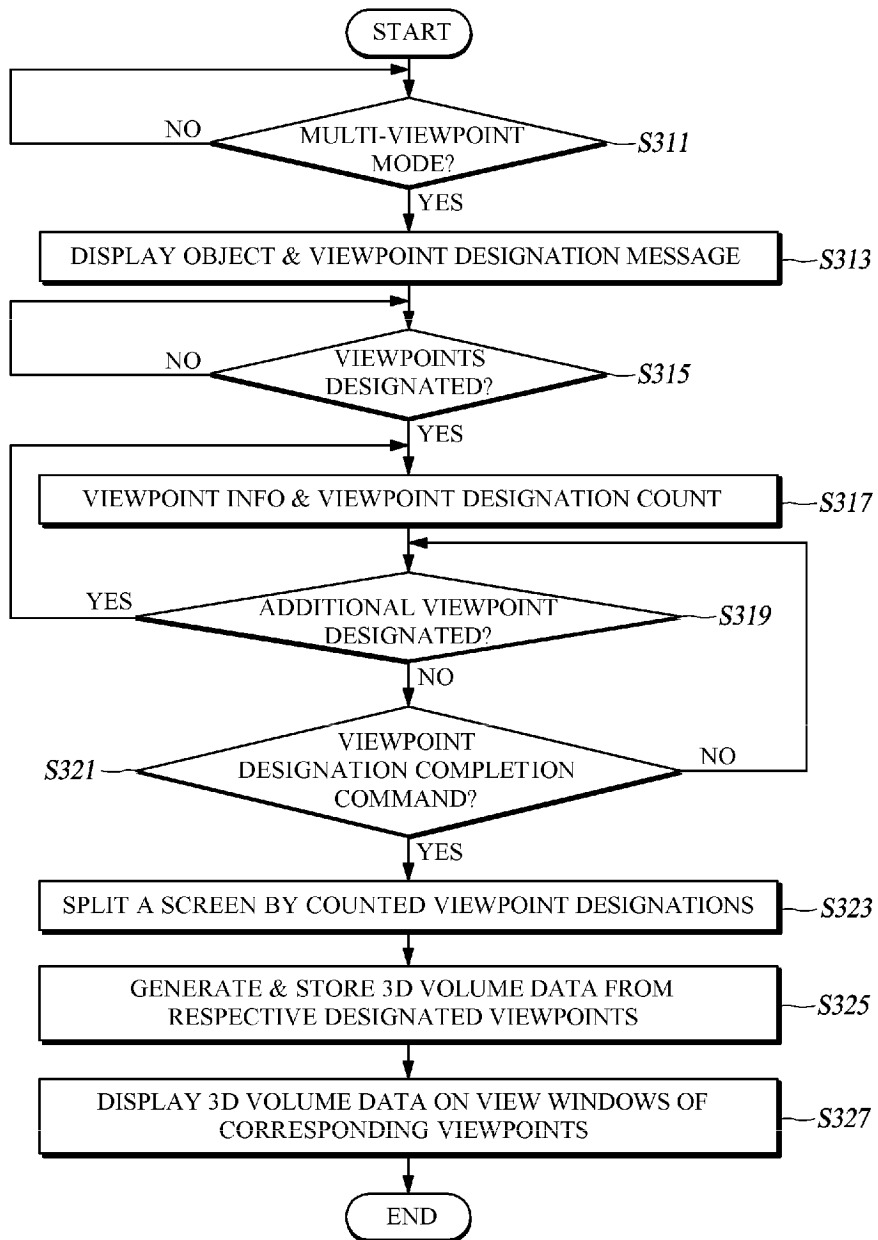 START
NO
MULTI-VIEWPOINT
MODE?
S311
YES
DISPLAY OBJECT & VIEWPOINT DESIGNATION MESSAGE
S313
NO
VIEWPOINTS
DESIGNATED?
S315
YES
VIEWPOINT INFO & VIEWPOINT DESIGNATION COUNT
S317
YES
ADDITIONAL VIEWPOINT
DESIGNATED?
S319
NO
S321
VIEWPOINT
DESIGNATION COMPLETION
COMMAND?
NO
YES
SPLIT A SCREEN BY COUNTED VIEWPOINT DESIGNATIONS
S323
GENERATE & STORE 3D VOLUME DATA FROM
RESPECTIVE DESIGNATED VIEWPOINTS
S325
DISPLAY 3D VOLUME DATA ON VIEW WINDOWS OF
CORRESPONDING VIEWPOINTS
S327
END